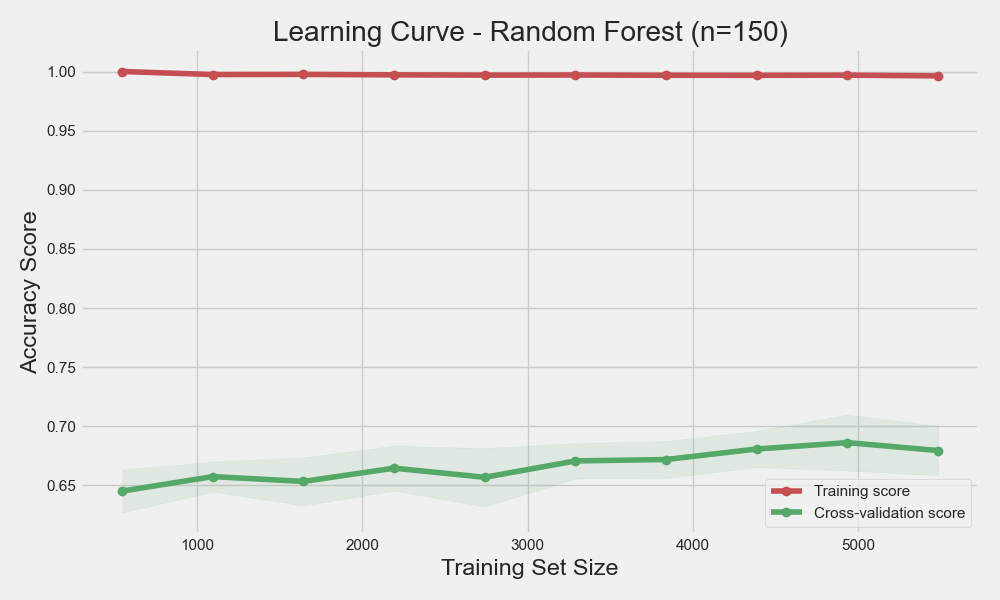 Learning Curve - Random Forest (n=150)
Accuracy Score
1.00
0.95
0.90
0.85
0.80
0.75
0.70
0.65
Training score
Cross-validation score
1000
2000
3000
4000
5000
Training Set Size